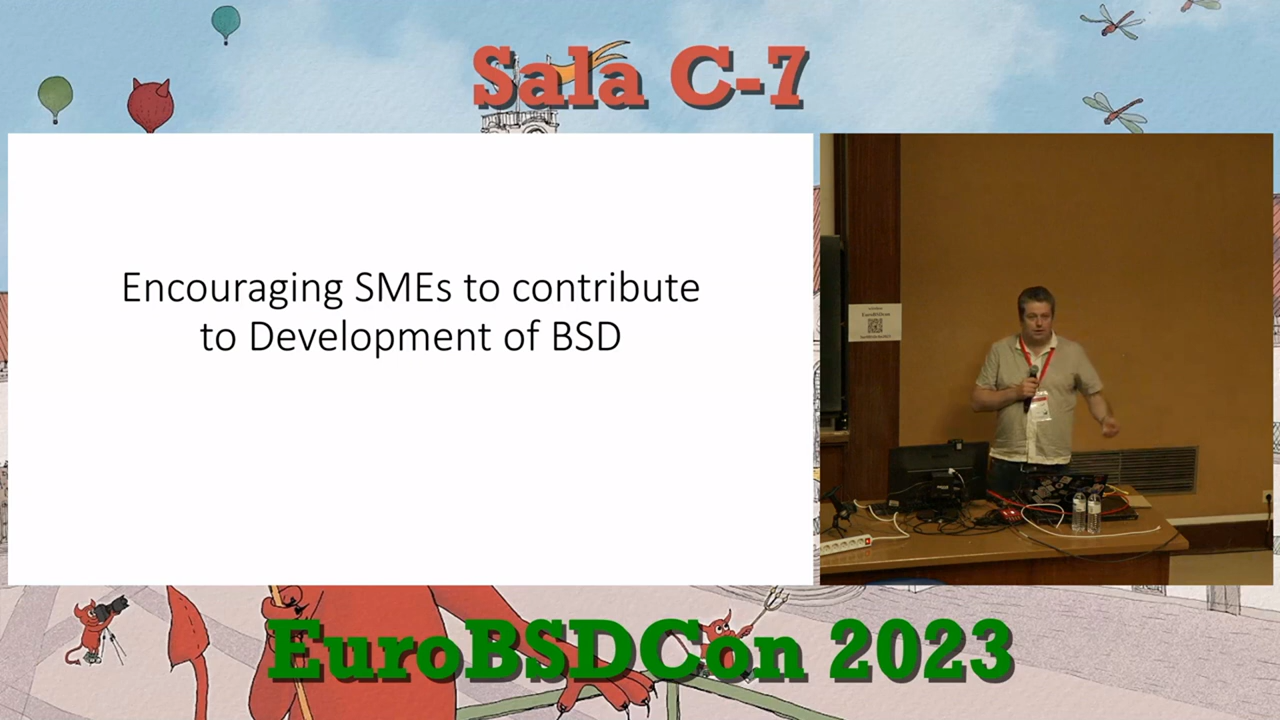 Sala C-7
Encouraging SMEs to contribute
to Development of BSD
EuroBSDCon 2023